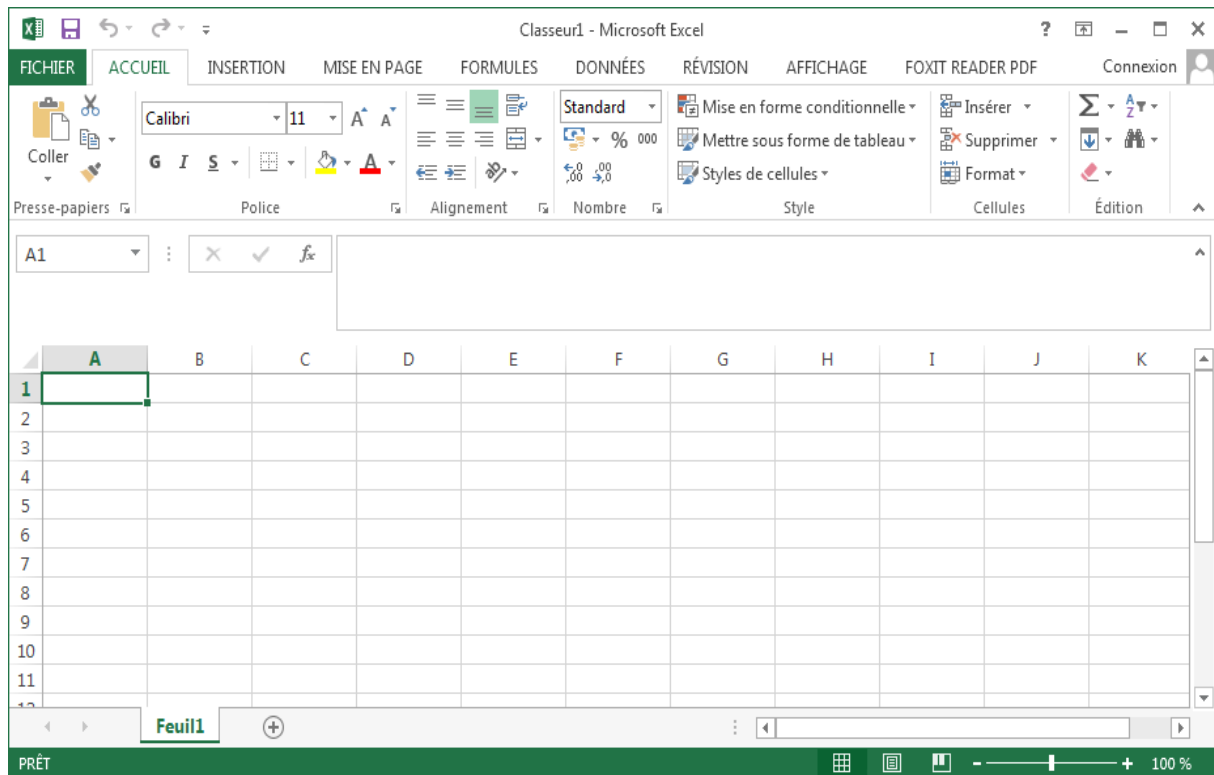 Classeur1 - Microsoft Excel ?
FICHIER ACCUEIL INSERTION MISE EN PAGE FORMULES DONNÉES RÉVISION AFFICHAGE FOXIT READER PDF Connexion
Calibri 11 A A Standard Mise en forme conditionnelle Insérer Σ A Z
% 000 Mettre sous forme de tableau Supprimer
Coller G I S A ,00 Styles de cellules Format
Presse-papiers Police Alignement Nombre Style Cellules Édition
A1 fx
A B C D E F G H I J K
1
2
3
4
5
6
7
8
9
10
11
Feuil1
PRÊT 100 %